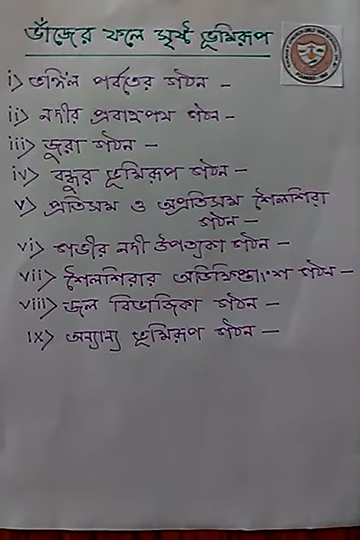 ভাঁজের ফলে সৃষ্ট ভূমিরূপ
i> ভঙ্গিল পর্বতের গঠন –
ii> নদীর প্রবাহপথ গঠন –
iii> জুরা গঠন –
iv> বন্ধুর ভূমিরূপ গঠন –
v> প্রতিসম ও অপ্রতিসম শৈলশিরা
গঠন –
vi> গভীর নদী উপত্যকা গঠন –
vii> শৈলশিরার অভিক্ষিপ্তাংশ গঠন –
viii> জল বিভাজিকা গঠন –
ix> অন্যান্য ভূমিরূপ গঠন –